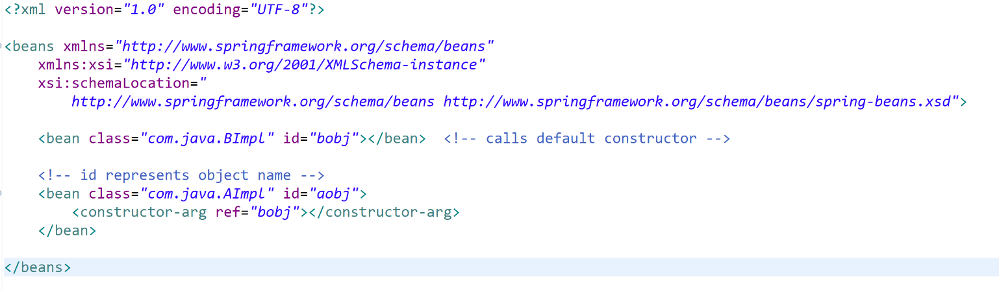 <?xml version="1.0" encoding="UTF-8"?>
<beans xmlns="http://www.springframework.org/schema/beans"
xmlns:xsi="http://www.w3.org/2001/XMLSchema-instance"
xsi:schemaLocation="
http://www.springframework.org/schema/beans http://www.springframework.org/schema/beans/spring-beans.xsd">
<bean class="com.java.BImpl" id="bobj"></bean>  <!-- calls default constructor -->
<!-- id represents object name -->
<bean class="com.java.AImpl" id="aobj">
<constructor-arg ref="bobj"></constructor-arg>
</bean>
</beans>